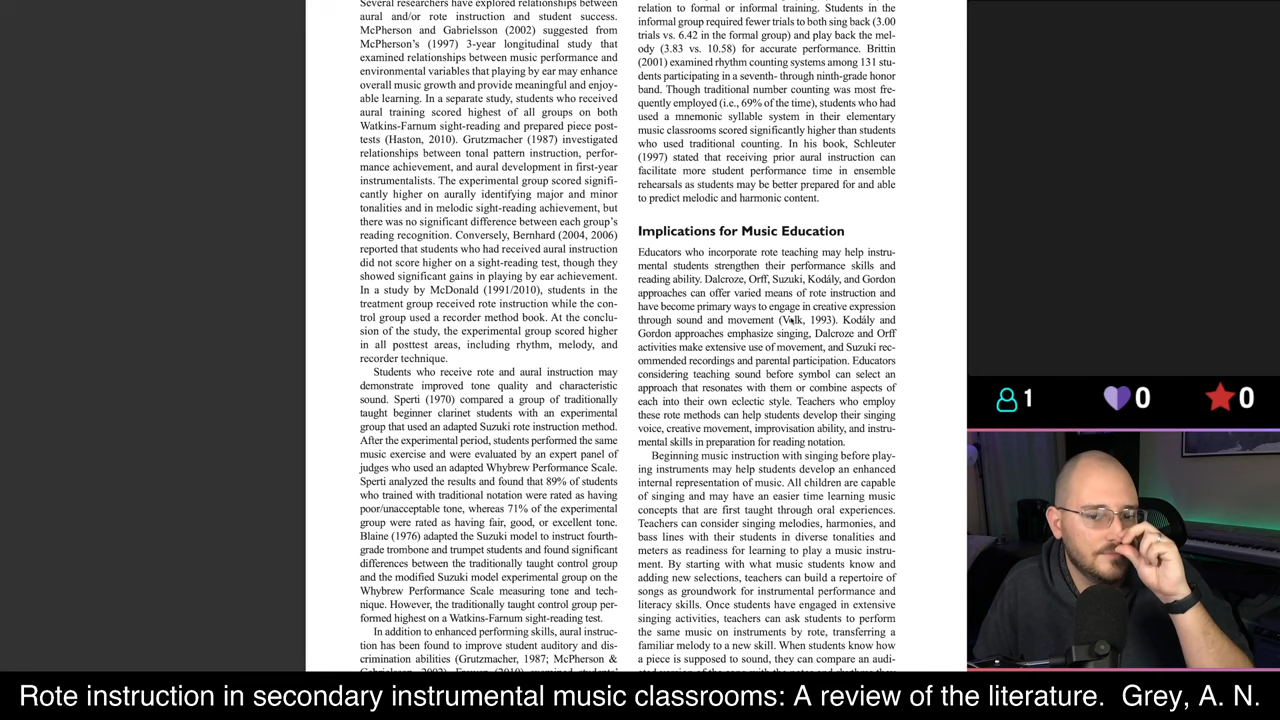 Several researchers have explored relationships between
aural and/or rote instruction and student success.
McPherson and Gabrielsson (2002) suggested from
McPherson's (1997) 3-year longitudinal study that
examined relationships between music performance and
environmental variables that playing by ear may enhance
overall music growth and provide meaningful and enjoy-
able learning. In a separate study, students who received
aural training scored highest of all groups on both
Watkins-Farnum sight-reading and prepared piece post-
tests (Haston, 2010). Grutzmacher (1987) investigated
relationships between tonal pattern instruction, perfor-
mance achievement, and aural development in first-year
instrumentalists. The experimental group scored signifi-
cantly higher on aurally identifying major and minor
tonalities and in melodic sight-reading achievement, but
there was no significant difference between each group's
reading recognition. Conversely, Bernhard (2004, 2006)
reported that students who had received aural instruction
did not score higher on a sight-reading test, though they
showed significant gains in playing by ear achievement.
In a study by McDonald (1991/2010), students in the
treatment group received rote instruction while the con-
trol group used a recorder method book. At the conclu-
sion of the study, the experimental group scored higher
in all posttest areas, including rhythm, melody, and
recorder technique.
Students who receive rote and aural instruction may
demonstrate improved tone quality and characteristic
sound. Sperti (1970) compared a group of traditionally
taught beginner clarinet students with an experimental
group that used an adapted Suzuki rote instruction method.
After the experimental period, students performed the same
music exercise and were evaluated by an expert panel of
judges who used an adapted Whybrew Performance Scale.
Sperti analyzed the results and found that 89% of students
who trained with traditional notation were rated as having
poor/unacceptable tone, whereas 71% of the experimental
group were rated as having fair, good, or excellent tone.
Blaine (1976) adapted the Suzuki model to instruct fourth-
grade trombone and trumpet students and found significant
differences between the traditionally taught control group
and the modified Suzuki model experimental group on the
Whybrew Performance Scale measuring tone and tech-
nique. However, the traditionally taught control group per-
formed highest on a Watkins-Farnum sight-reading test.
In addition to enhanced performing skills, aural instruc-
tion has been found to improve student auditory and dis-
crimination abilities (Grutzmacher, 1987; McPherson &
relation to formal or informal training. Students in the
informal group required fewer trials to both sing back (3.00
trials vs. 6.42 in the formal group) and play back the mel-
ody (3.83 vs. 10.58) for accurate performance. Brittin
(2001) examined rhythm counting systems among 131 stu-
dents participating in a seventh- through ninth-grade honor
band. Though traditional number counting was most fre-
quently employed (i.e., 69% of the time), students who had
used a mnemonic syllable system in their elementary
music classrooms scored significantly higher than students
who used traditional counting. In his book, Schleuter
(1997) stated that receiving prior aural instruction can
facilitate more student performance time in ensemble
rehearsals as students may be better prepared for and able
to predict melodic and harmonic content.
Implications for Music Education
Educators who incorporate rote teaching may help instru-
mental students strengthen their performance skills and
reading ability. Dalcroze, Orff, Suzuki, Kodály, and Gordon
approaches can offer varied means of rote instruction and
have become primary ways to engage in creative expression
through sound and movement (Volk, 1993). Kodály and
Gordon approaches emphasize singing, Dalcroze and Orff
activities make extensive use of movement, and Suzuki rec-
ommended recordings and parental participation. Educators
considering teaching sound before symbol can select an
approach that resonates with them or combine aspects of
each into their own eclectic style. Teachers who employ
these rote methods can help students develop their singing
voice, creative movement, improvisation ability, and instru-
mental skills in preparation for reading notation.
Beginning music instruction with singing before play-
ing instruments may help students develop an enhanced
internal representation of music. All children are capable
of singing and may have an easier time learning music
concepts that are first taught through oral experiences.
Teachers can consider singing melodies, harmonies, and
bass lines with their students in diverse tonalities and
meters as readiness for learning to play a music instru-
ment. By starting with what music students know and
adding new selections, teachers can build a repertoire of
songs as groundwork for instrumental performance and
literacy skills. Once students have engaged in extensive
singing activities, teachers can ask students to perform
the same music on instruments by rote, transferring a
familiar melody to a new skill. When students know how
a piece is supposed to sound, they can compare an audi-
1
0
0
Rote instruction in secondary instrumental music classrooms: A review of the literature. Grey, A. N.